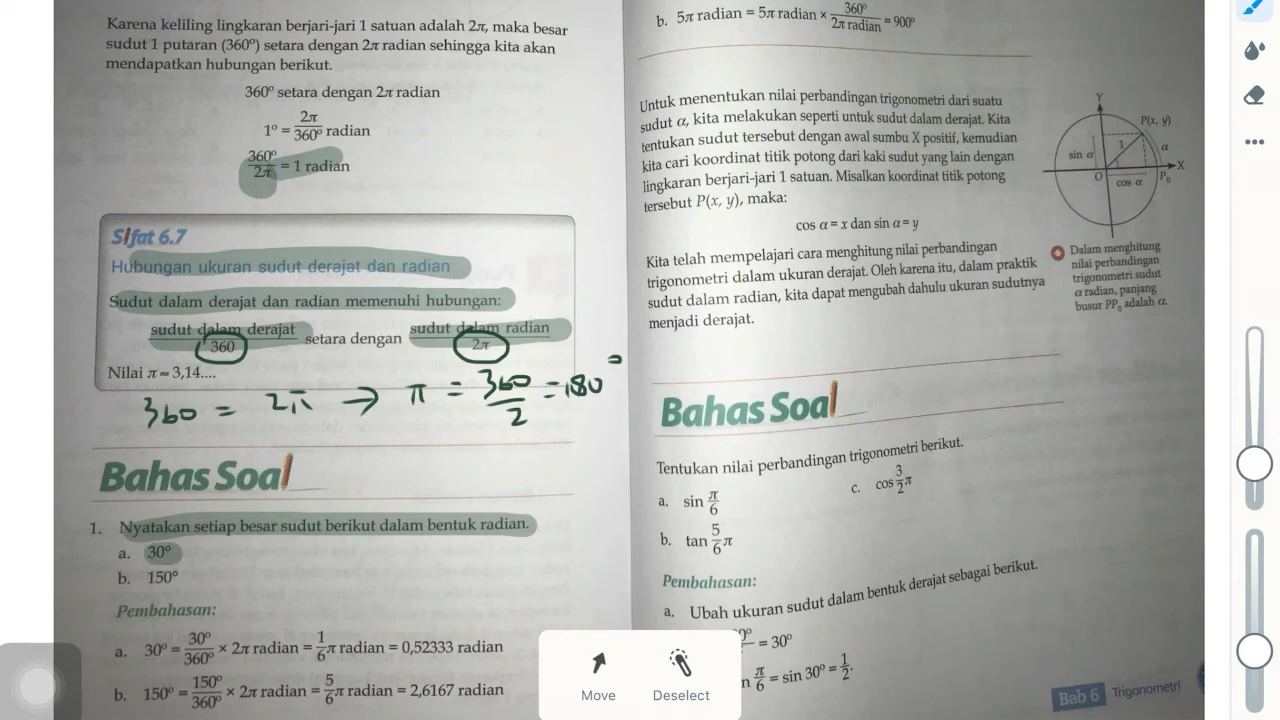 Karena keliling lingkaran berjari-jari 1 satuan adalah 2π, maka besar
sudut 1 putaran (360°) setara dengan 2π radian sehingga kita akan
mendapatkan hubungan berikut.
360° setara dengan 2π radian
1° = 2π/360° radian
360°/2π = 1 radian
Sifat 6.7
Hubungan ukuran sudut derajat dan radian
Sudut dalam derajat dan radian memenuhi hubungan:
sudut dalam derajat/360 setara dengan sudut dalam radian/2π
Nilai π ≈ 3,14....
360 = 2π → π = 360/2 = 180°
Bahas Soal
1. Nyatakan setiap besar sudut berikut dalam bentuk radian.
a. 30°
b. 150°
Pembahasan:
a. 30° = 30°/360° × 2π radian = 1/6 π radian = 0,52333 radian
b. 150° = 150°/360° × 2π radian = 5/6 π radian = 2,6167 radian
b. 5π radian = 5π radian × 360°/2π radian = 900°
Untuk menentukan nilai perbandingan trigonometri dari suatu
sudut α, kita melakukan seperti untuk sudut dalam derajat. Kita
tentukan sudut tersebut dengan awal sumbu X positif, kemudian
kita cari koordinat titik potong dari kaki sudut yang lain dengan
lingkaran berjari-jari 1 satuan. Misalkan koordinat titik potong
tersebut P(x, y), maka:
cos α = x dan sin α = y
Kita telah mempelajari cara menghitung nilai perbandingan
trigonometri dalam ukuran derajat. Oleh karena itu, dalam praktik
sudut dalam radian, kita dapat mengubah dahulu ukuran sudutnya
menjadi derajat.
Y
P(x, y)
sin α
1
α
X
O
cos α
P₀
Dalam menghitung
nilai perbandingan
trigonometri sudut
α radian, panjang
busur PP₀ adalah α.
Bahas Soal
Tentukan nilai perbandingan trigonometri berikut.
a. sin π/6
c. cos 3/2 π
b. tan 5/6 π
Pembahasan:
a. Ubah ukuran sudut dalam bentuk derajat sebagai berikut.
= 30°
π/6 = sin 30° = 1/2.
Bab 6 Trigonometri
Move
Deselect